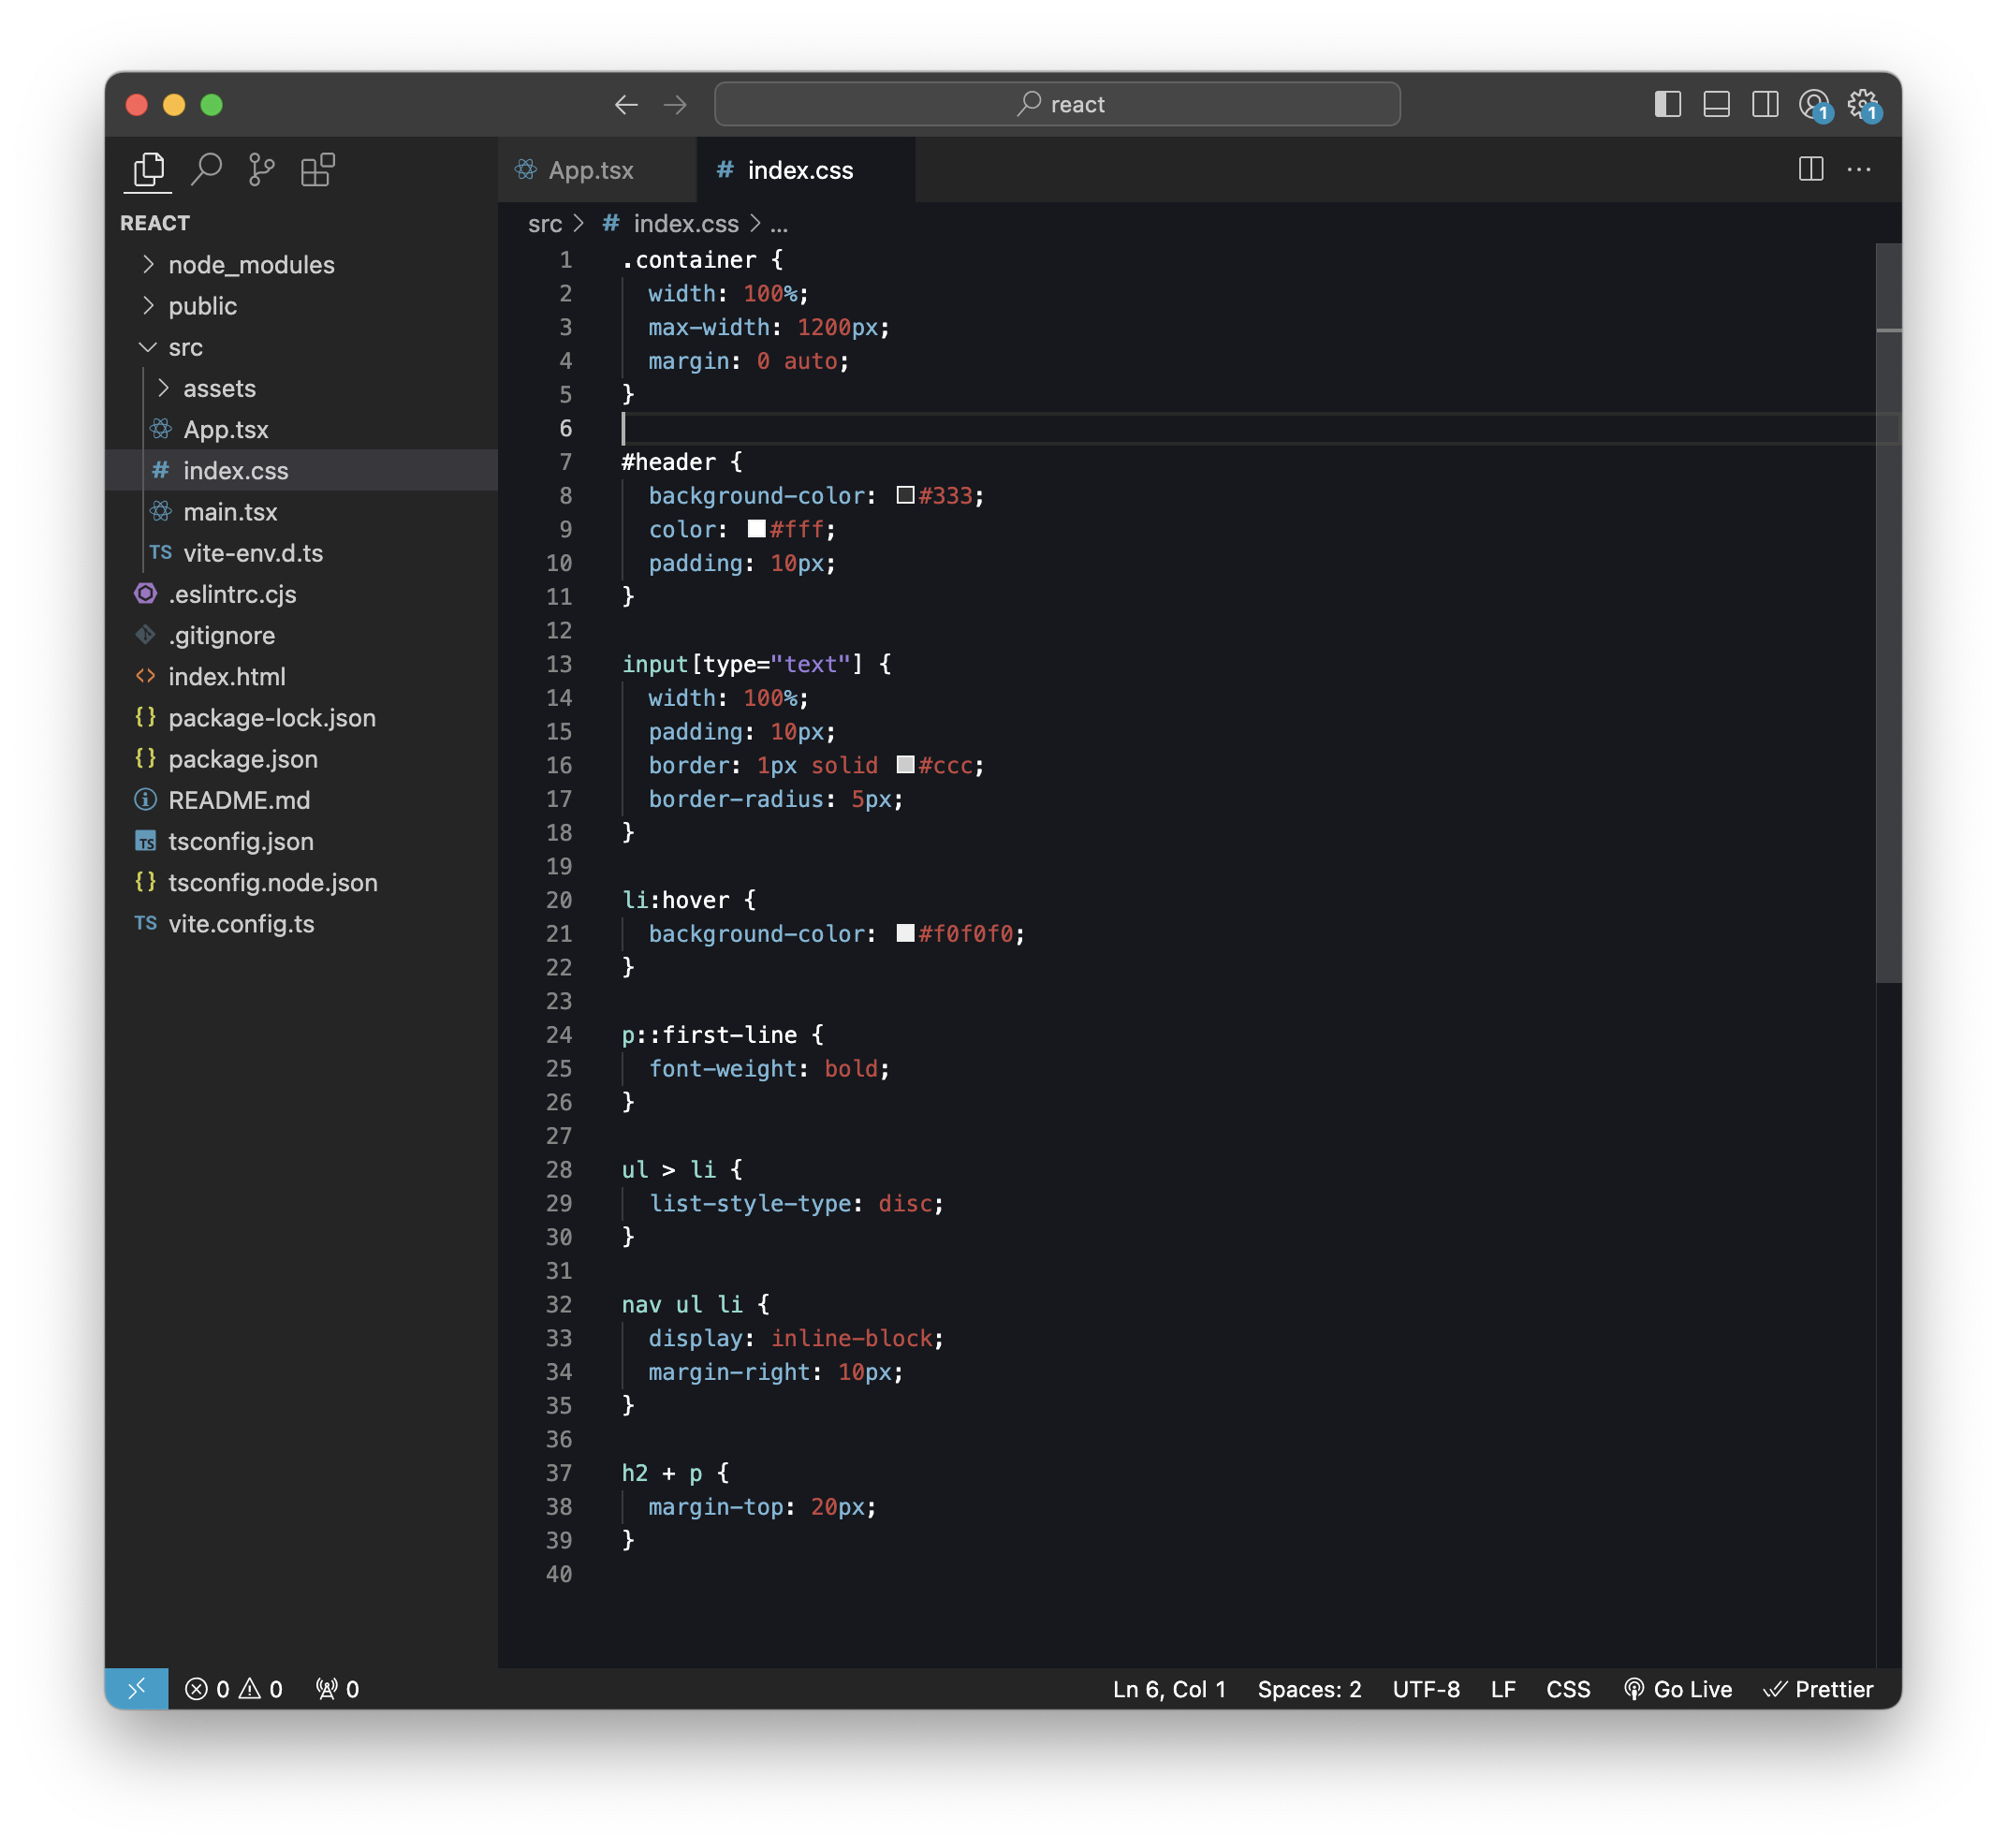 react
1
1
REACT
node_modules
public
src
assets
App.tsx
# index.css
main.tsx
TS vite-env.d.ts
.eslintrc.cjs
.gitignore
<> index.html
{} package-lock.json
{} package.json
README.md
TS tsconfig.json
{} tsconfig.node.json
TS vite.config.ts
App.tsx
# index.css
src > # index.css > ...
1 .container {
2 width: 100%;
3 max-width: 1200px;
4 margin: 0 auto;
5 }
6
7 #header {
8 background-color: #333;
9 color: #fff;
10 padding: 10px;
11 }
12
13 input[type="text"] {
14 width: 100%;
15 padding: 10px;
16 border: 1px solid #ccc;
17 border-radius: 5px;
18 }
19
20 li:hover {
21 background-color: #f0f0f0;
22 }
23
24 p::first-line {
25 font-weight: bold;
26 }
27
28 ul > li {
29 list-style-type: disc;
30 }
31
32 nav ul li {
33 display: inline-block;
34 margin-right: 10px;
35 }
36
37 h2 + p {
38 margin-top: 20px;
39 }
40
0 0 0 Ln 6, Col 1 Spaces: 2 UTF-8 LF CSS Go Live Prettier